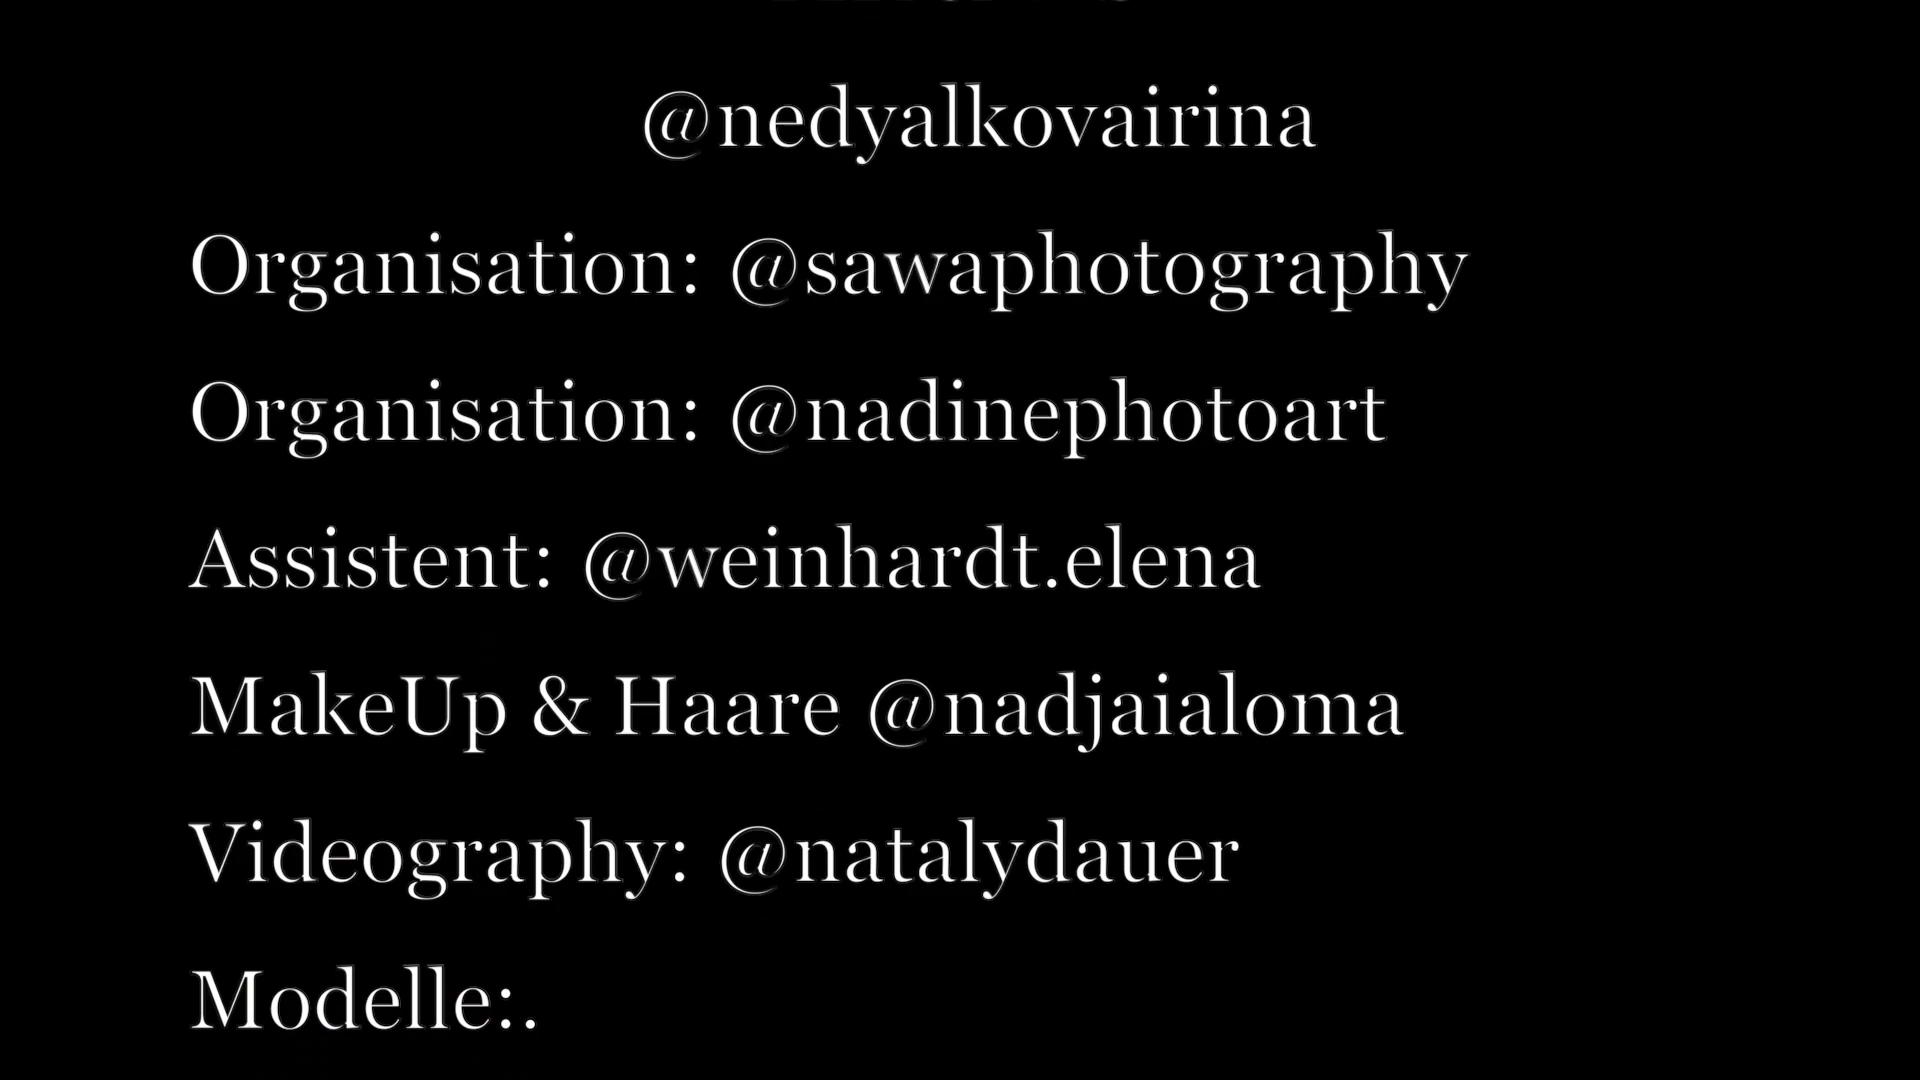 @nedyalkovairina
Organisation: @sawaphotography
Organisation: @nadinephotoart
Assistent: @weinhardt.elena
MakeUp & Haare @nadjaialoma
Videography: @natalydauer
Modelle:.